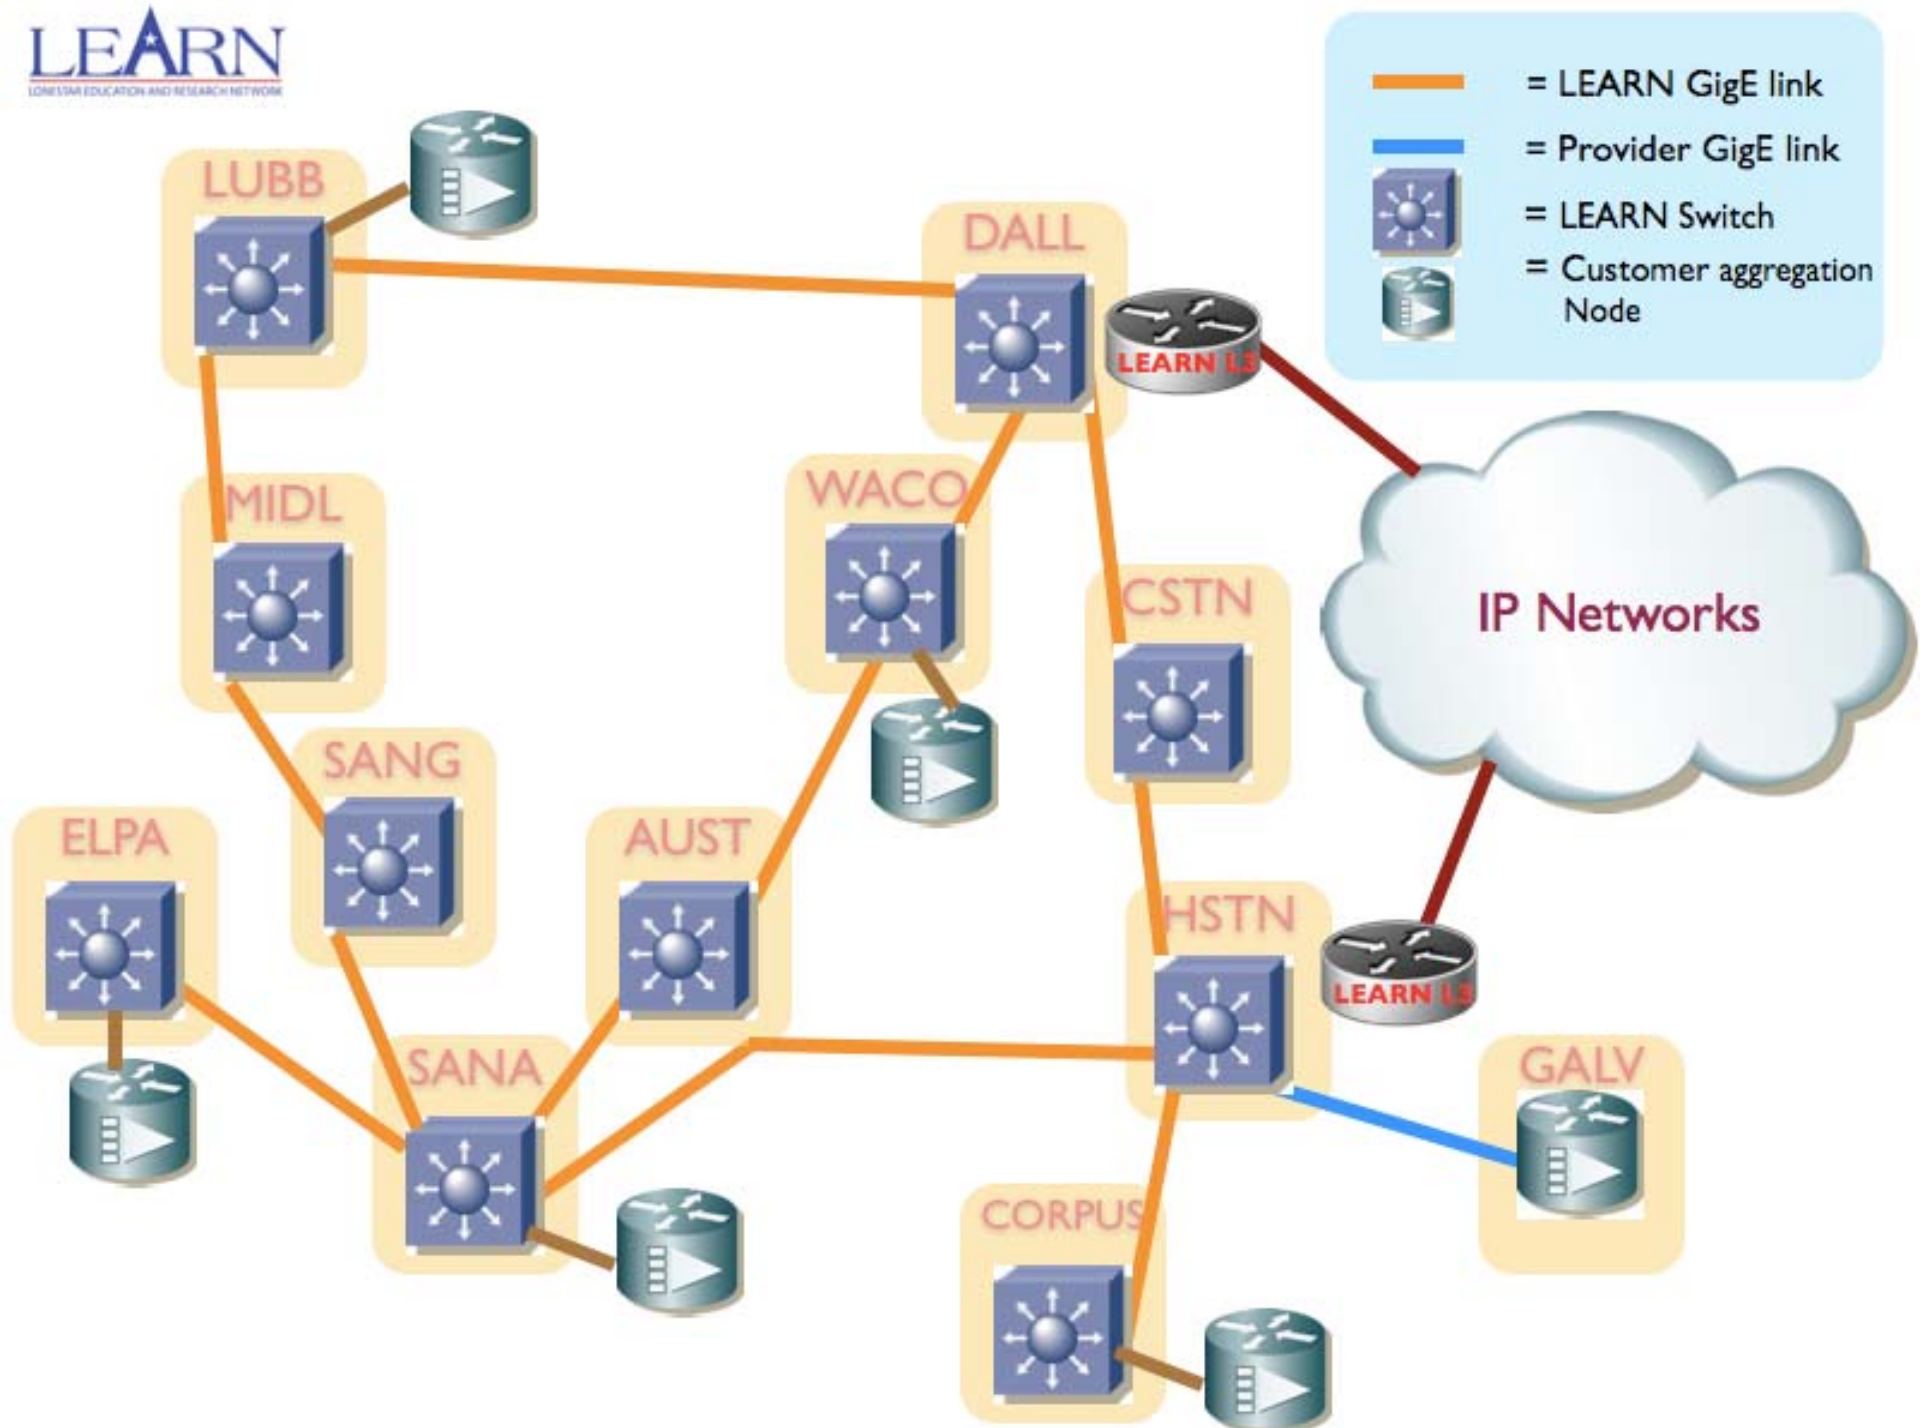 LEARN
LONESTAR EDUCATION AND RESEARCH NETWORK
= LEARN GigE link
= Provider GigE link
= LEARN Switch
= Customer aggregation
Node
LUBB
DALL
LEARN L3
MIDL
WACO
CSTN
IP Networks
SANG
ELPA
AUST
HSTN
LEARN L3
SANA
GALV
CORPUS